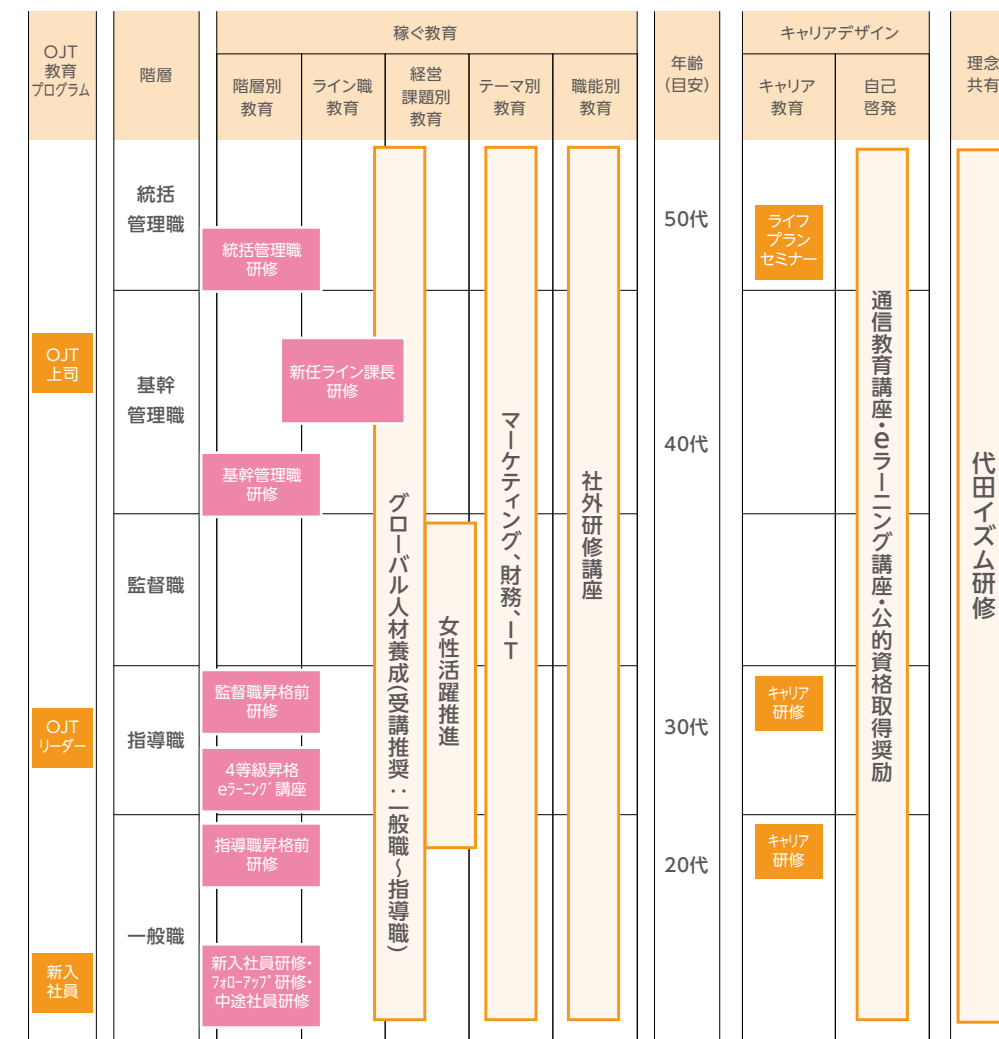 OJT
教育
プログラム
階層
稼ぐ教育
階層別
教育
ライン職
教育
経営
課題別
教育
テーマ別
教育
職能別
教育
年齢
(目安)
キャリアデザイン
キャリア
教育
自己
啓発
理念
共有
統括
管理職
統括管理職
研修
50代
ライフ
プラン
セミナー
OJT
上司
基幹
管理職
新任ライン課長
研修
基幹管理職
研修
40代
監督職
グローバル人材養成(受講推奨:一般職~指導職)
女性活躍推進
マーケティング、財務、IT
社外研修講座
通信教育講座・eラーニング講座・公的資格取得奨励
代田イズム研修
OJT
リーダー
指導職
監督職昇格前
研修
4等級昇格
eラーニング講座
30代
キャリア
研修
指導職昇格前
研修
20代
キャリア
研修
一般職
新入
社員
新入社員研修・
フォローアップ研修・
中途社員研修